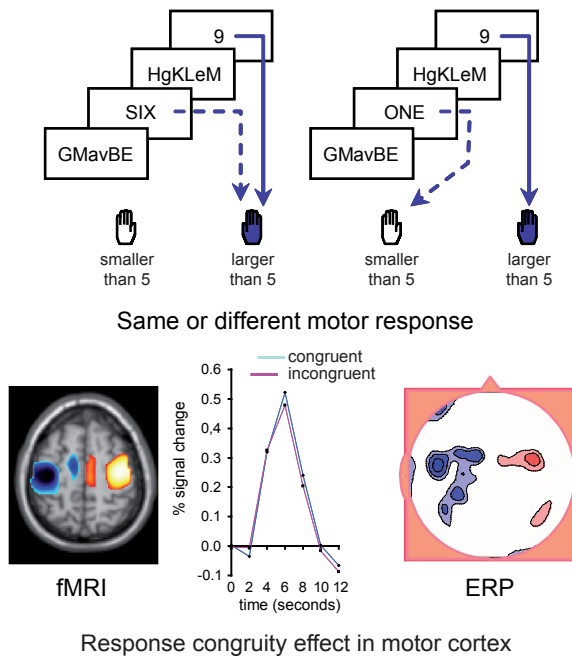 9
HgKLeM
SIX
GMavBE
smaller
than 5
larger
than 5
9
HgKLeM
ONE
GMavBE
smaller
than 5
larger
than 5
Same or different motor response
fMRI
congruent
incongruent
% signal change
0.6
0.5
0.4
0.3
0.2
0.1
0.0
-0.1
0 2 4 6 8 10 12
time (seconds)
ERP
Response congruity effect in motor cortex